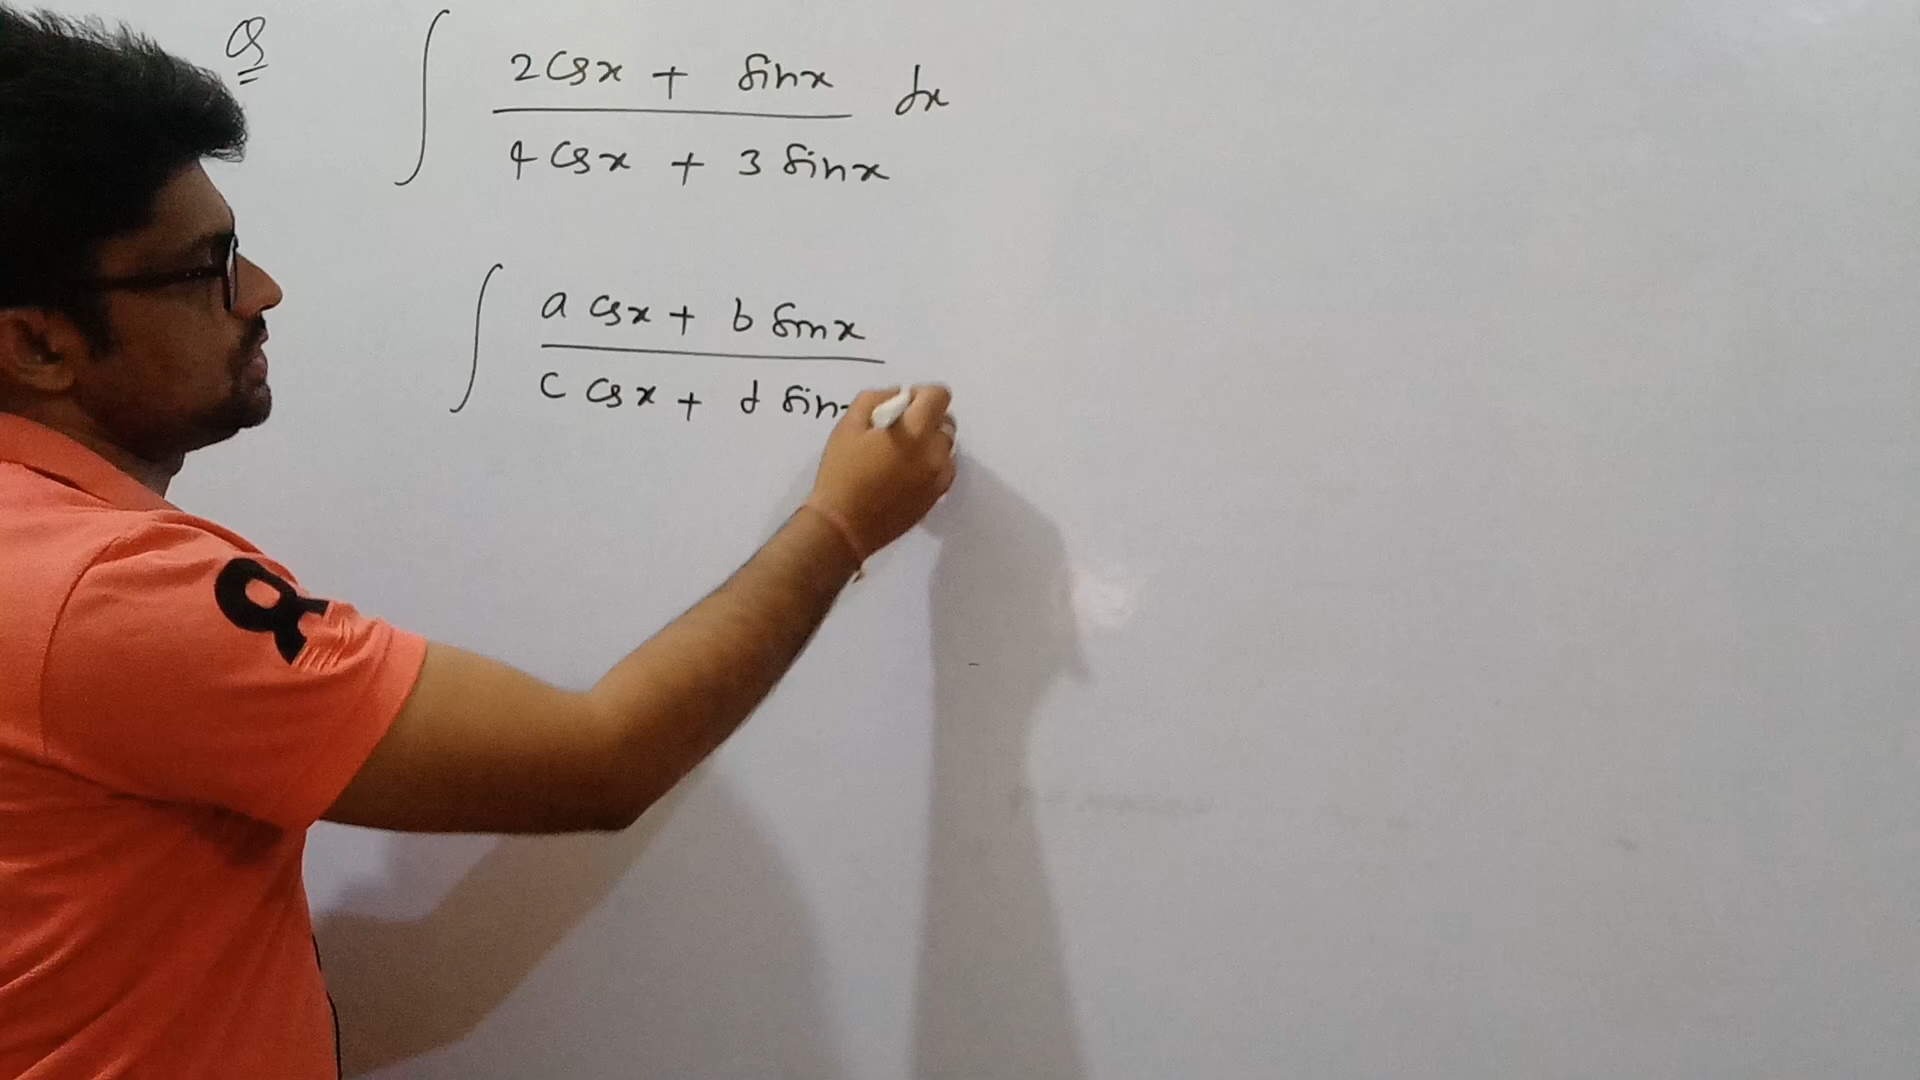 Q
∫ 2cosx + sinx dx
4cosx + 3sinx
∫ a cosx + b sinx
c cosx + d sin